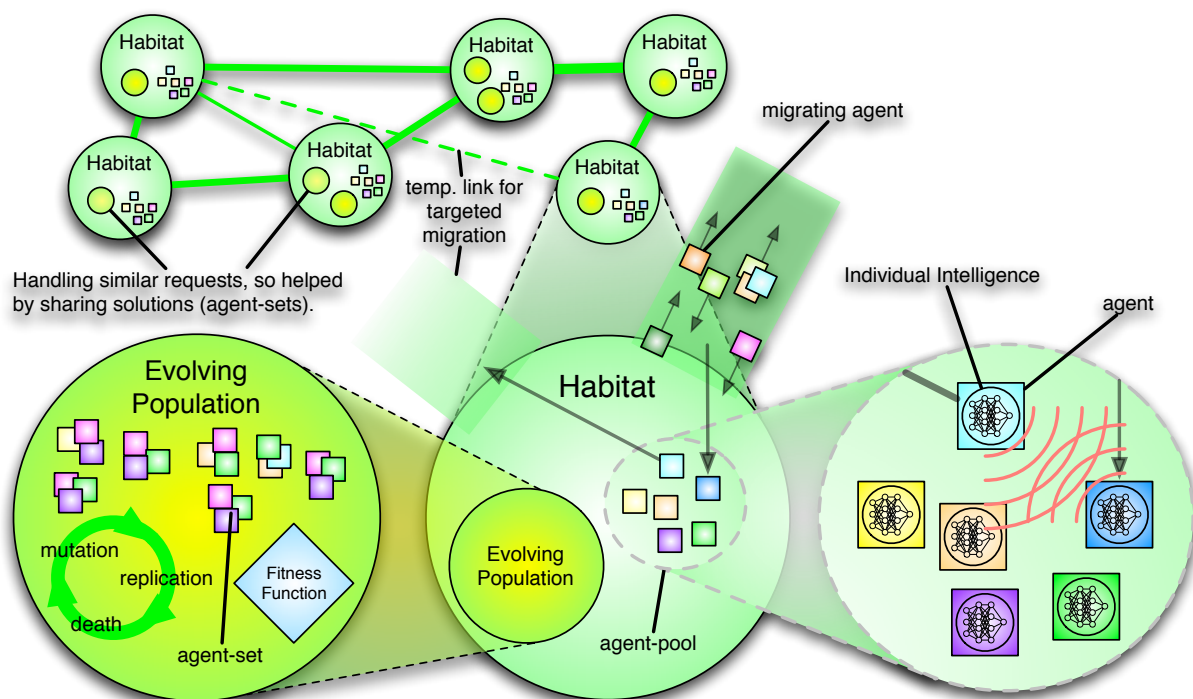 Habitat
Habitat
Habitat
Habitat
Habitat
Habitat
migrating agent
temp. link for
targeted
migration
Handling similar requests, so helped
by sharing solutions (agent-sets).
Individual Intelligence
agent
Evolving
Population
Habitat
mutation
replication
death
Fitness
Function
agent-set
Evolving
Population
agent-pool